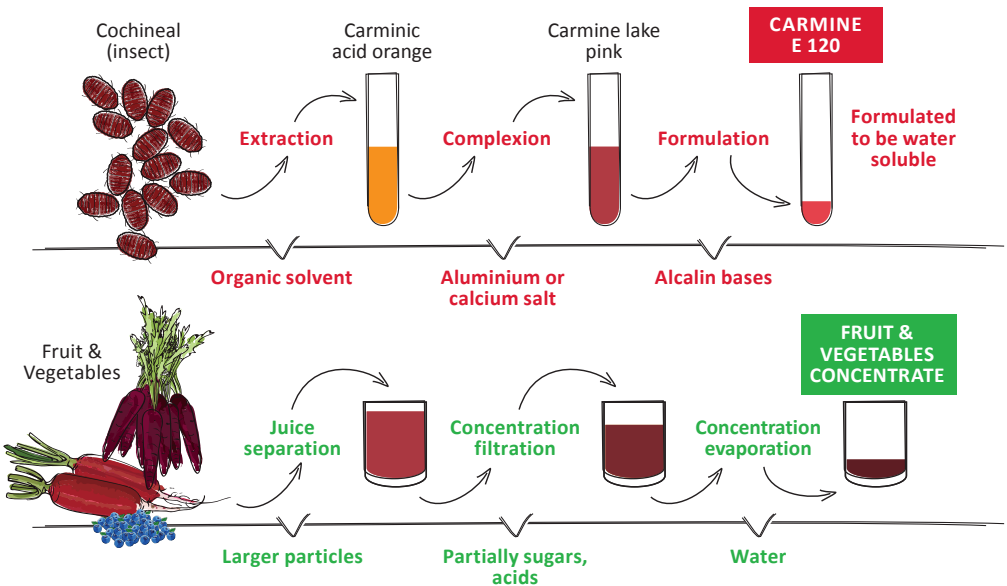 Cochineal
(insect)
Carminic
acid orange
Carmine lake
pink
CARMINE
E 120
Extraction
Complexion
Formulation
Formulated
to be water
soluble
Organic solvent
Aluminium or
calcium salt
Alcalin bases
Fruit &
Vegetables
FRUIT &
VEGETABLES
CONCENTRATE
Juice
separation
Concentration
filtration
Concentration
evaporation
Larger particles
Partially sugars,
acids
Water